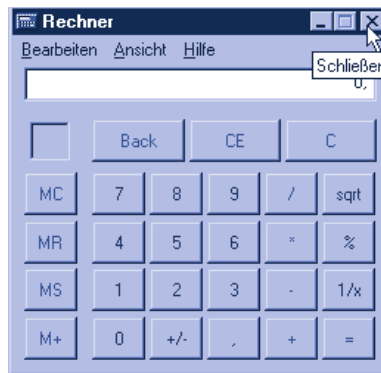 Rechner
Bearbeiten Ansicht Hilfe
Schließen
0,
Back CE C
MC 7 8 9 / sqrt
MR 4 5 6 * %
MS 1 2 3 - 1/x
M+ 0 +/- , + =